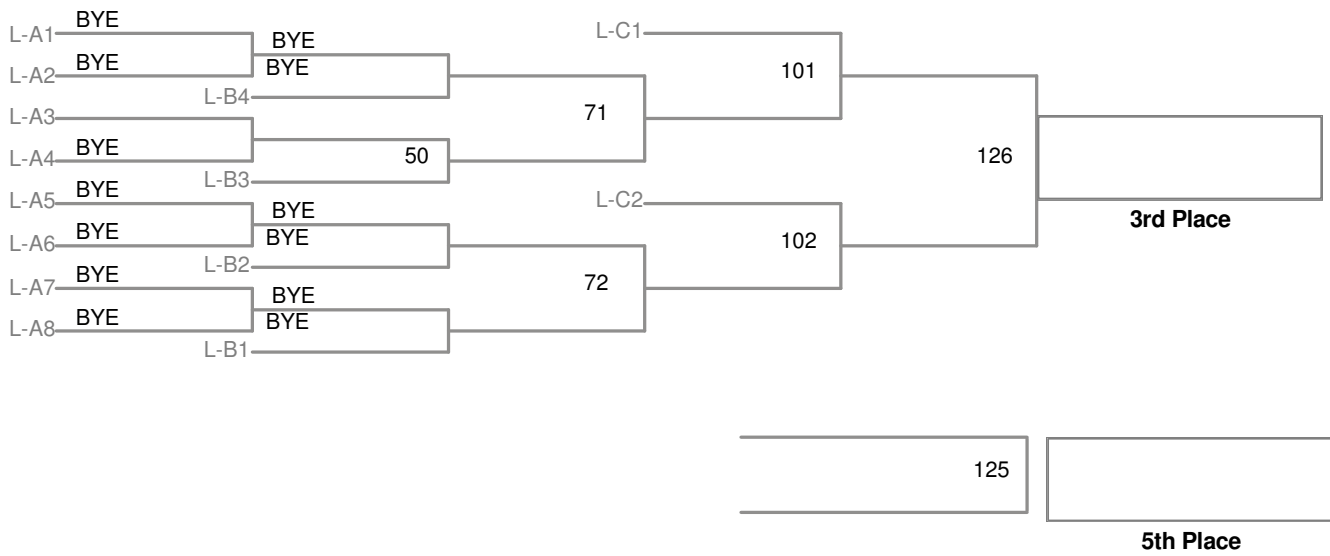 L-A1 BYE
L-A2 BYE
BYE
BYE
L-B4
L-A3
L-A4 BYE
50
L-B3
L-A5 BYE
L-A6 BYE
BYE
BYE
L-B2
L-A7 BYE
L-A8 BYE
BYE
BYE
L-B1
71
72
L-C1
101
L-C2
102
126
3rd Place
125
5th Place